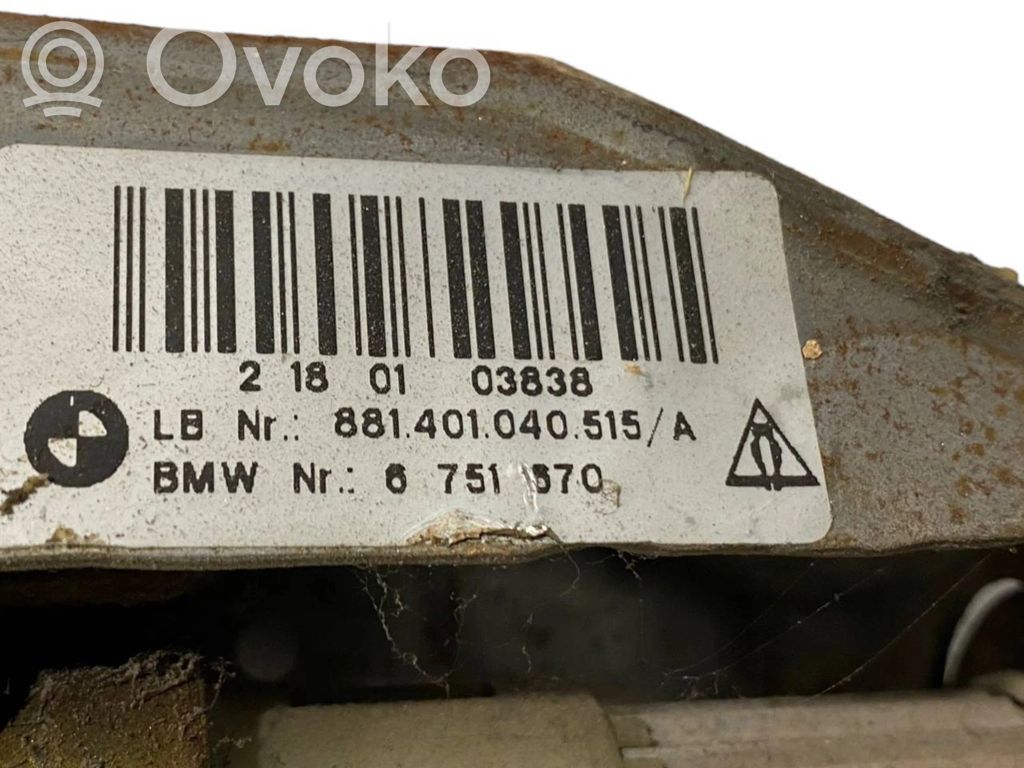 Ovoko
2 18 01 03838
LB Nr.: 881.401.040.515/A
BMW Nr.: 6 751 670